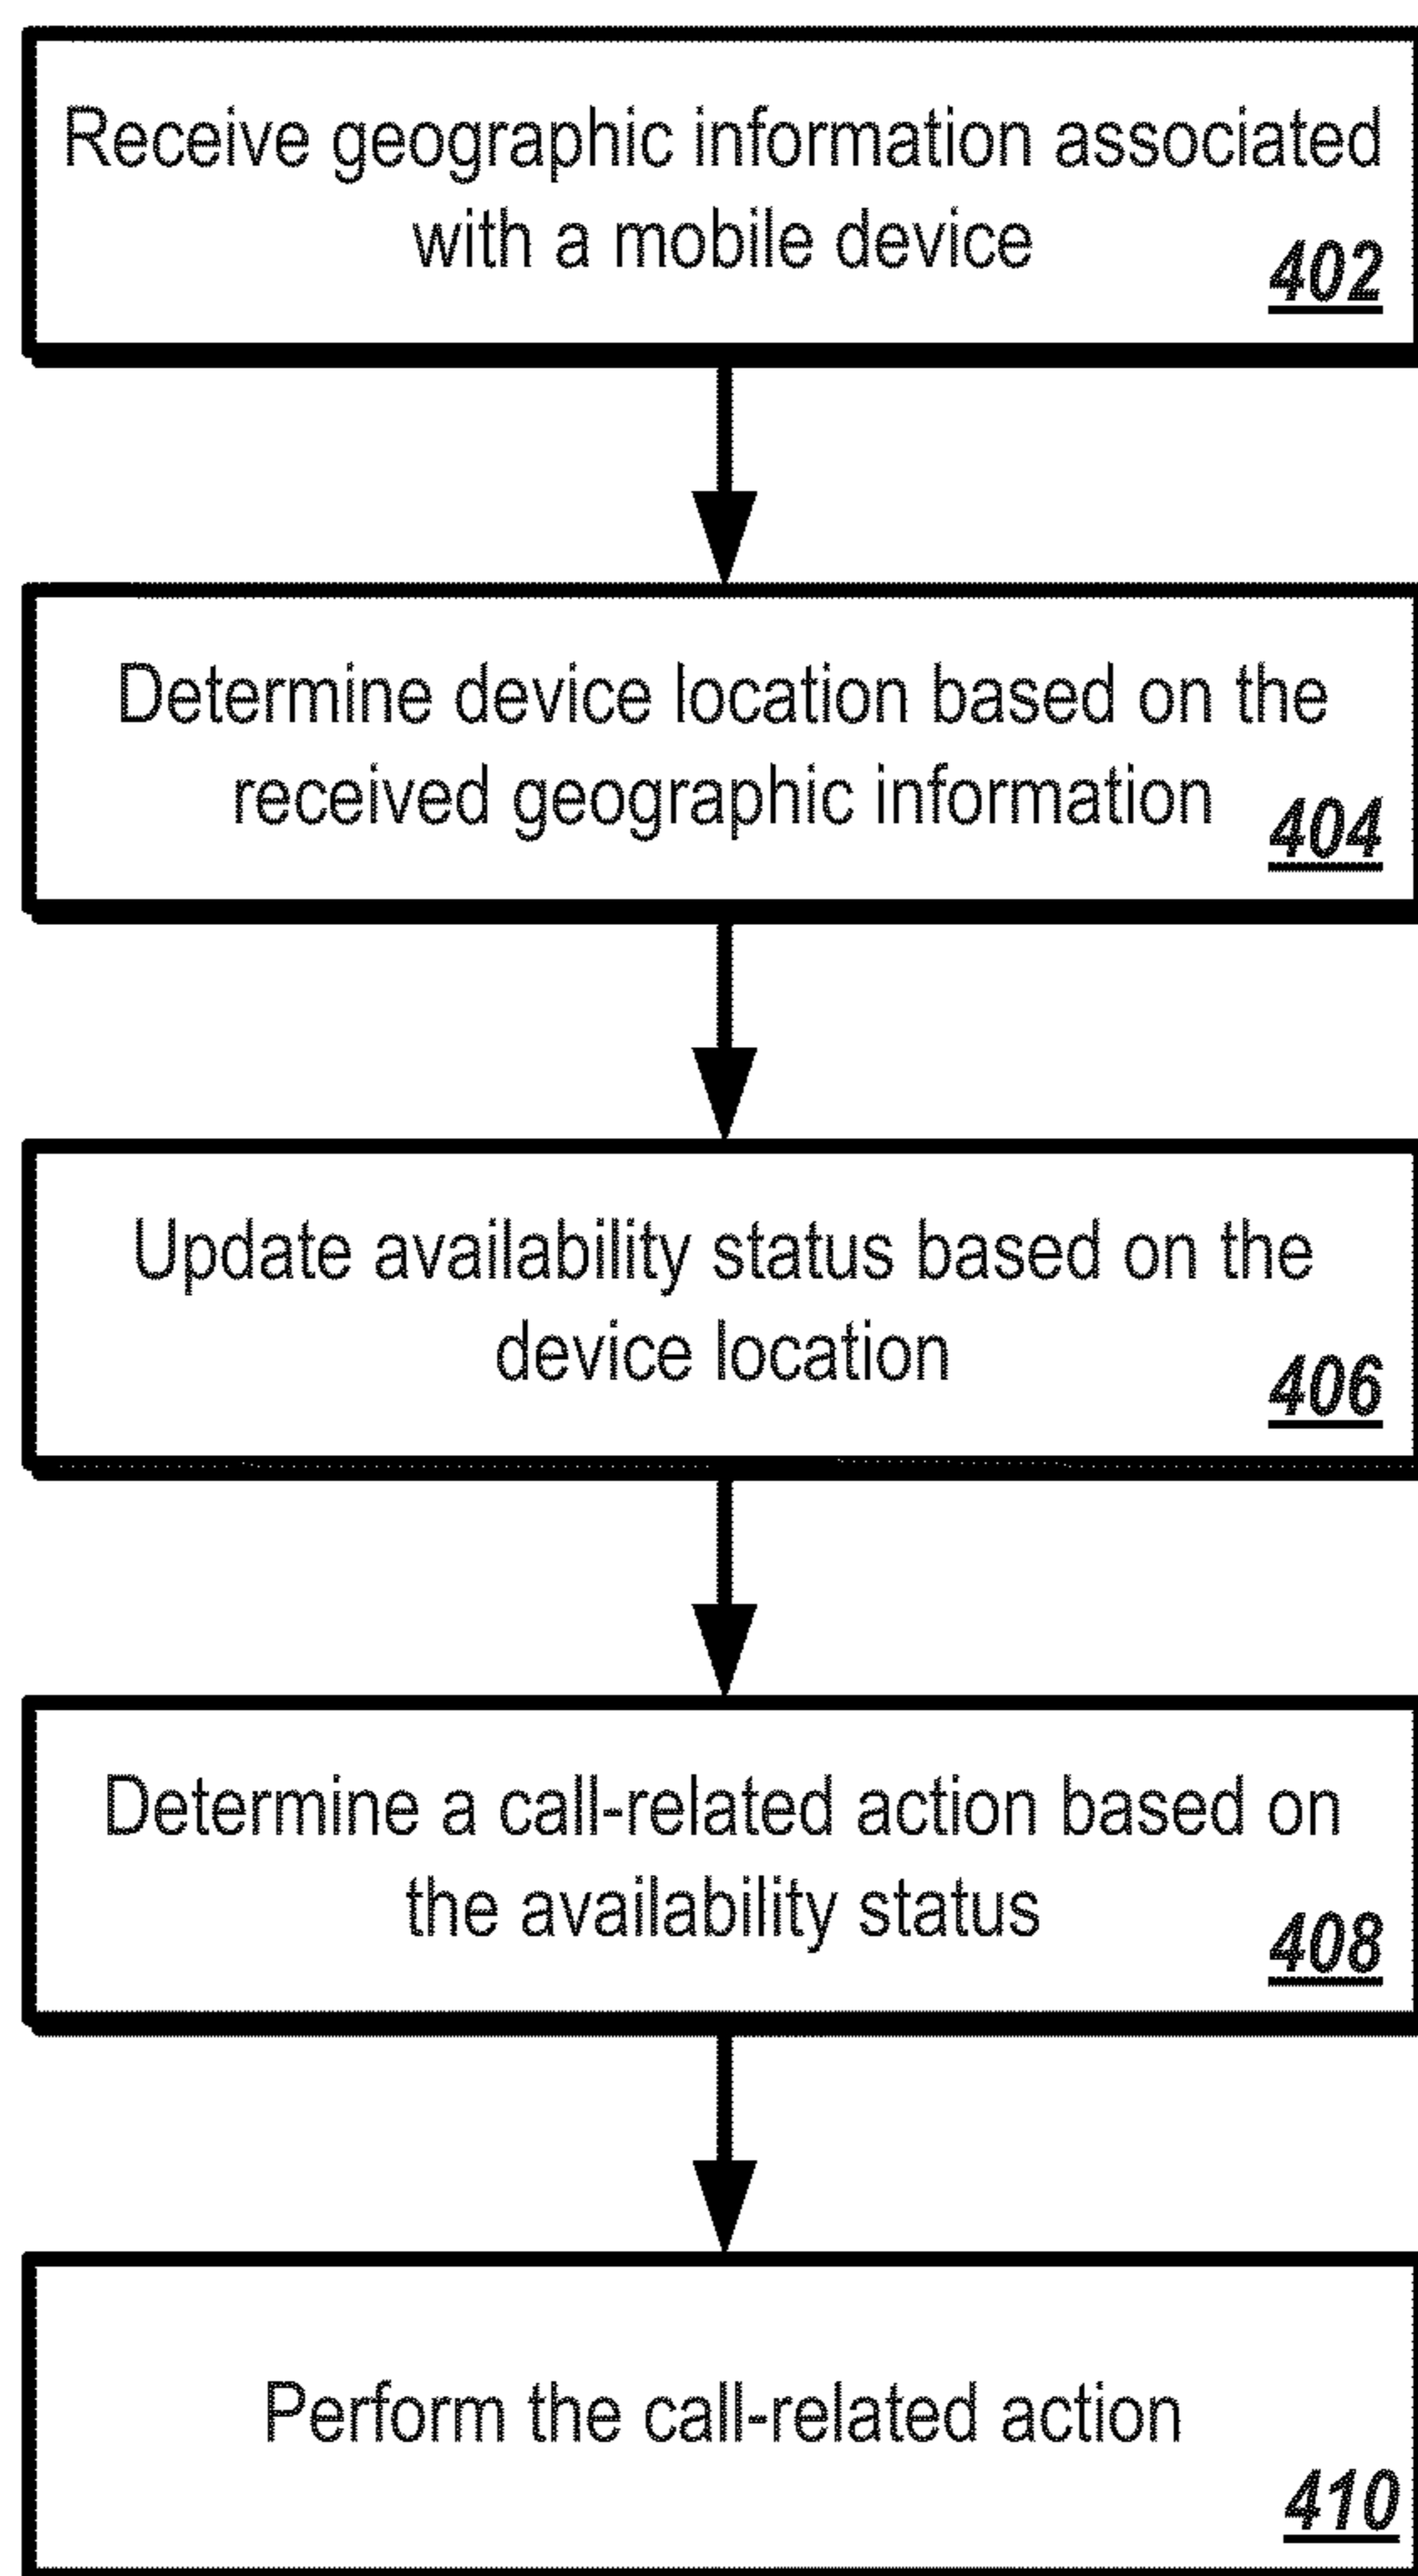 Receive geographic information associated
with a mobile device
402
Determine device location based on the
received geographic information
404
Update availability status based on the
device location
406
Determine a call-related action based on
the availability status
408
Perform the call-related action
410